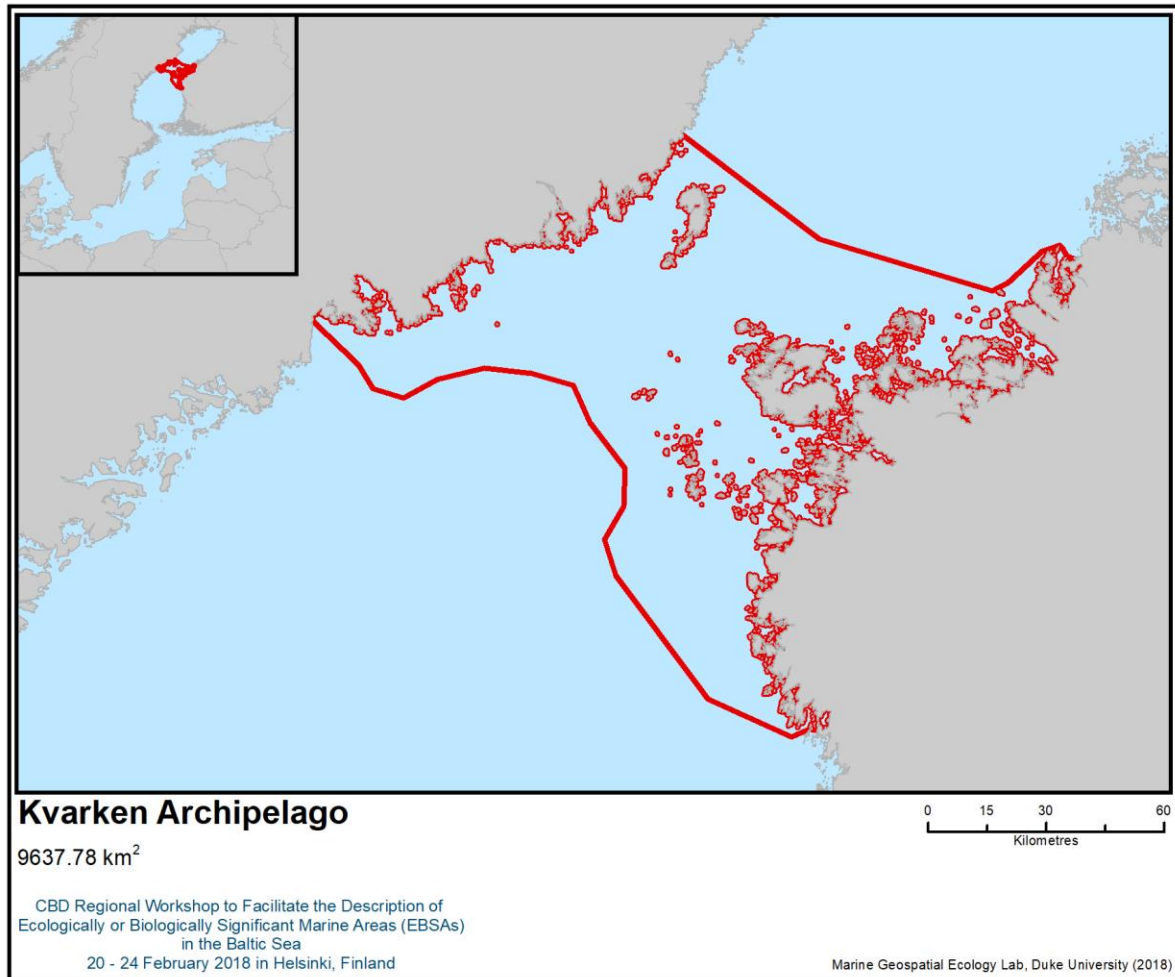 Kvarken Archipelago
9637.78 km²
0 15 30 60
Kilometres
CBD Regional Workshop to Facilitate the Description of
Ecologically or Biologically Significant Marine Areas (EBSAs)
in the Baltic Sea
20 - 24 February 2018 in Helsinki, Finland
Marine Geospatial Ecology Lab, Duke University (2018)